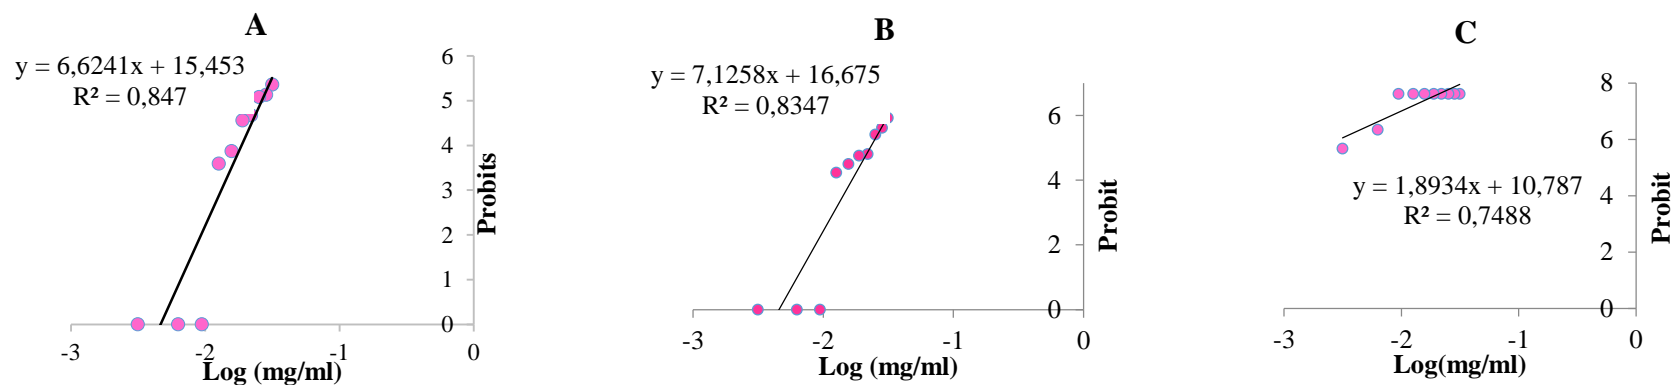 A
y = 6,6241x + 15,453
R² = 0,847
6
5
4
3
2
1
0
Probits
-3
-2
-1
0
Log (mg/ml)
B
y = 7,1258x + 16,675
R² = 0,8347
6
4
2
0
Probit
-3
-2
-1
0
Log (mg/ml)
C
8
6
4
2
0
y = 1,8934x + 10,787
R² = 0,7488
Probit
-3
-2
-1
0
Log(mg/ml)